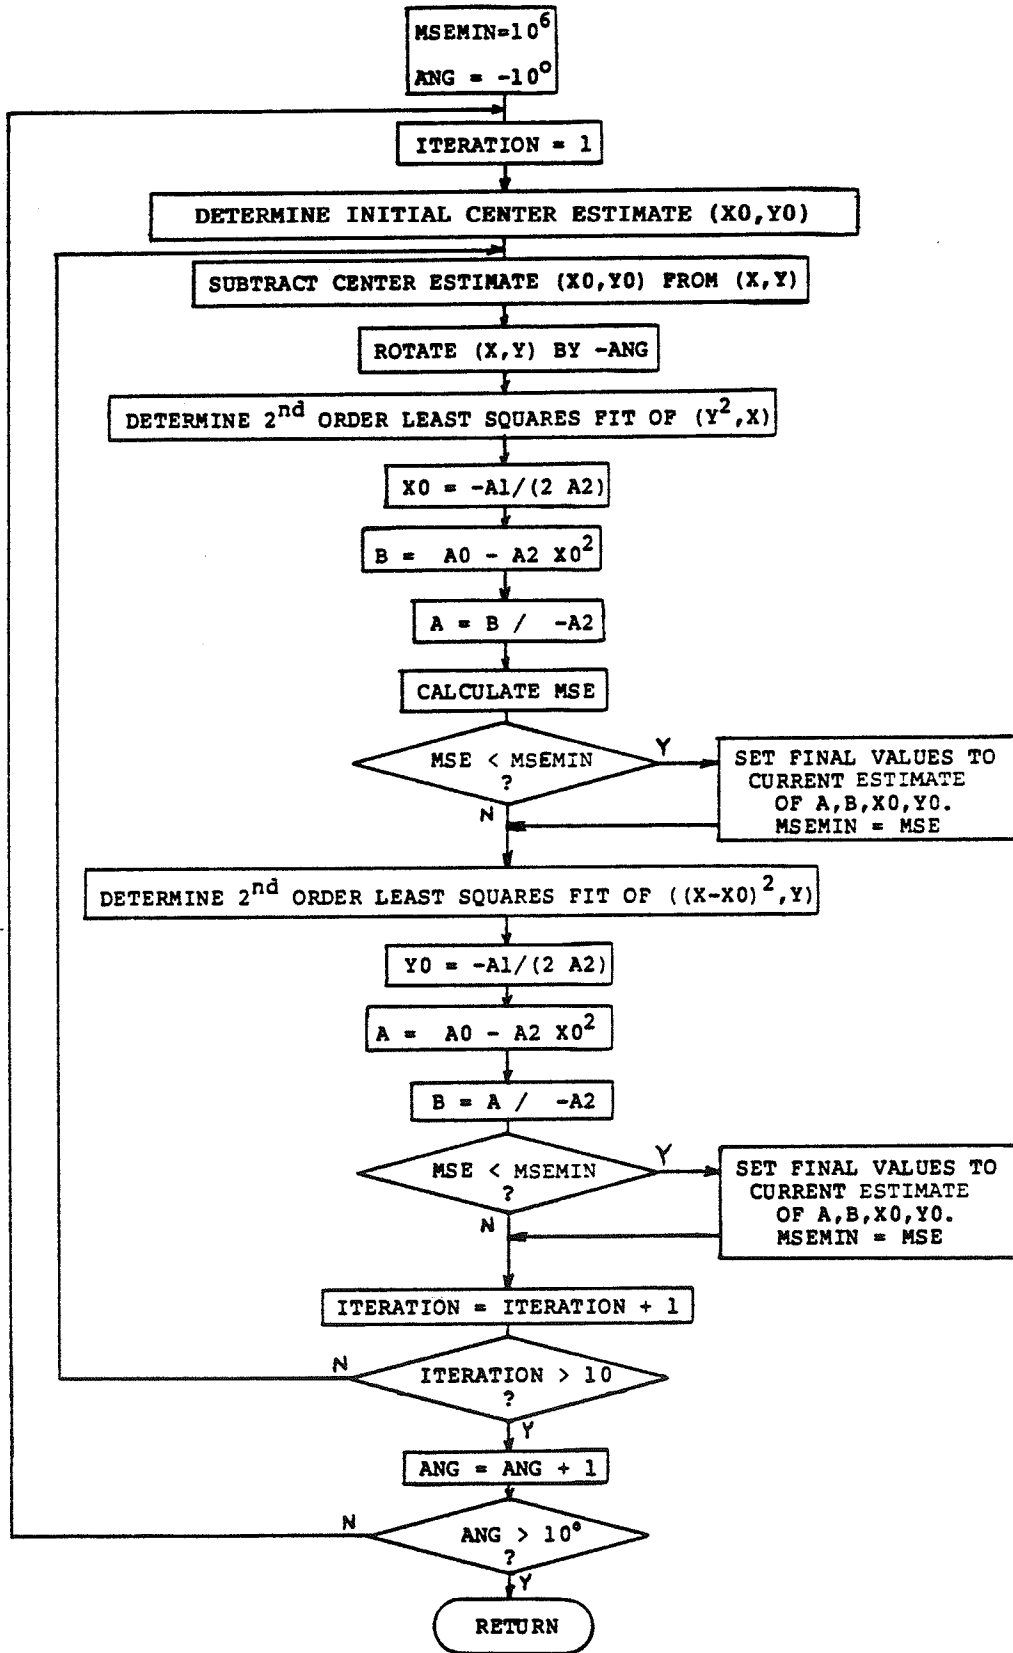 MSEMIN=10⁶
ANG = -10°
ITERATION = 1
DETERMINE INITIAL CENTER ESTIMATE (X0,Y0)
SUBTRACT CENTER ESTIMATE (X0,Y0) FROM (X,Y)
ROTATE (X,Y) BY -ANG
DETERMINE 2ⁿᵈ ORDER LEAST SQUARES FIT OF (Y²,X)
X0 = -A1/(2 A2)
B = A0 - A2 X0²
A = B / -A2
CALCULATE MSE
MSE < MSEMIN
?
Y
N
SET FINAL VALUES TO
CURRENT ESTIMATE
OF A,B,X0,Y0.
MSEMIN = MSE
DETERMINE 2ⁿᵈ ORDER LEAST SQUARES FIT OF ((X-X0)²,Y)
Y0 = -A1/(2 A2)
A = A0 - A2 X0²
B = A / -A2
MSE < MSEMIN
?
Y
N
SET FINAL VALUES TO
CURRENT ESTIMATE
OF A,B,X0,Y0.
MSEMIN = MSE
ITERATION = ITERATION + 1
N
ITERATION > 10
?
Y
ANG = ANG + 1
N
ANG > 10°
?
Y
RETURN